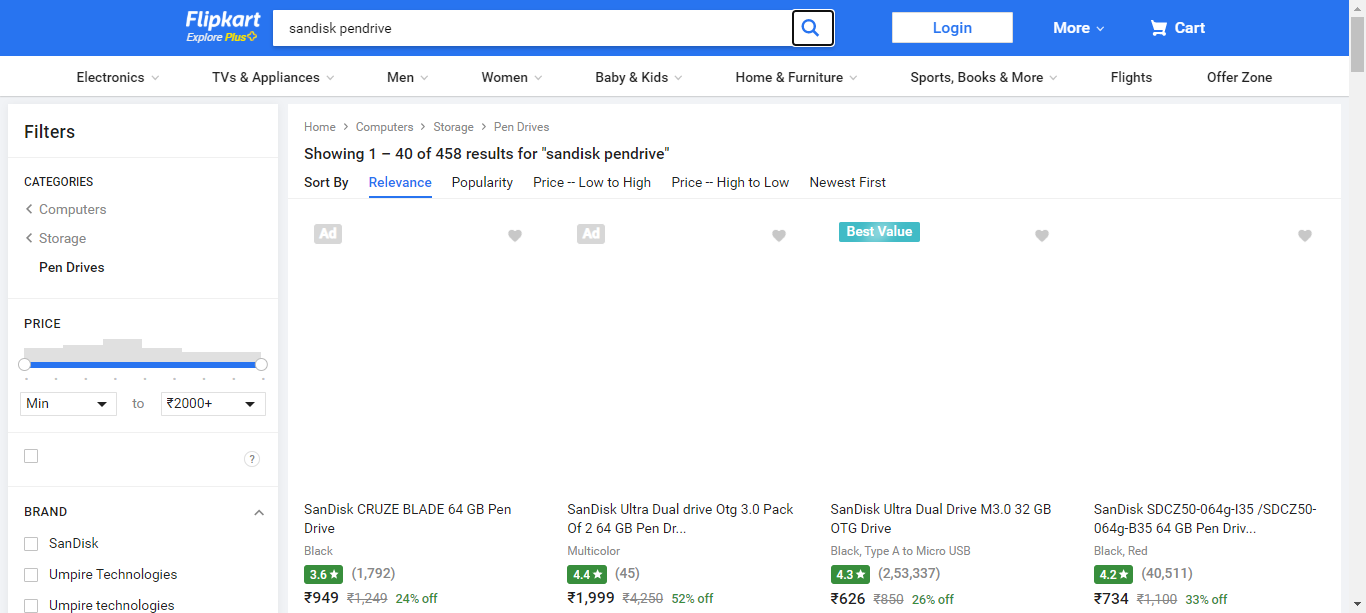 Flipkart
Explore Plus
sandisk pendrive
Login
More
Cart
Electronics
TVs & Appliances
Men
Women
Baby & Kids
Home & Furniture
Sports, Books & More
Flights
Offer Zone
Filters
CATEGORIES
Computers
Storage
Pen Drives
PRICE
Min
to
₹2000+
?
BRAND
SanDisk
Umpire Technologies
Umpire technologies
Home > Computers > Storage > Pen Drives
Showing 1 – 40 of 458 results for "sandisk pendrive"
Sort By Relevance Popularity Price -- Low to High Price -- High to Low Newest First
Ad
SanDisk CRUZE BLADE 64 GB Pen
Drive
Black
3.6★ (1,792)
₹949 ₹1,249 24% off
Ad
SanDisk Ultra Dual drive Otg 3.0 Pack
Of 2 64 GB Pen Dr...
Multicolor
4.4★ (45)
₹1,999 ₹4,250 52% off
Best Value
SanDisk Ultra Dual Drive M3.0 32 GB
OTG Drive
Black, Type A to Micro USB
4.3★ (2,53,337)
₹626 ₹850 26% off
SanDisk SDCZ50-064g-I35 /SDCZ50-
064g-B35 64 GB Pen Driv...
Black, Red
4.2★ (40,511)
₹734 ₹1,100 33% off